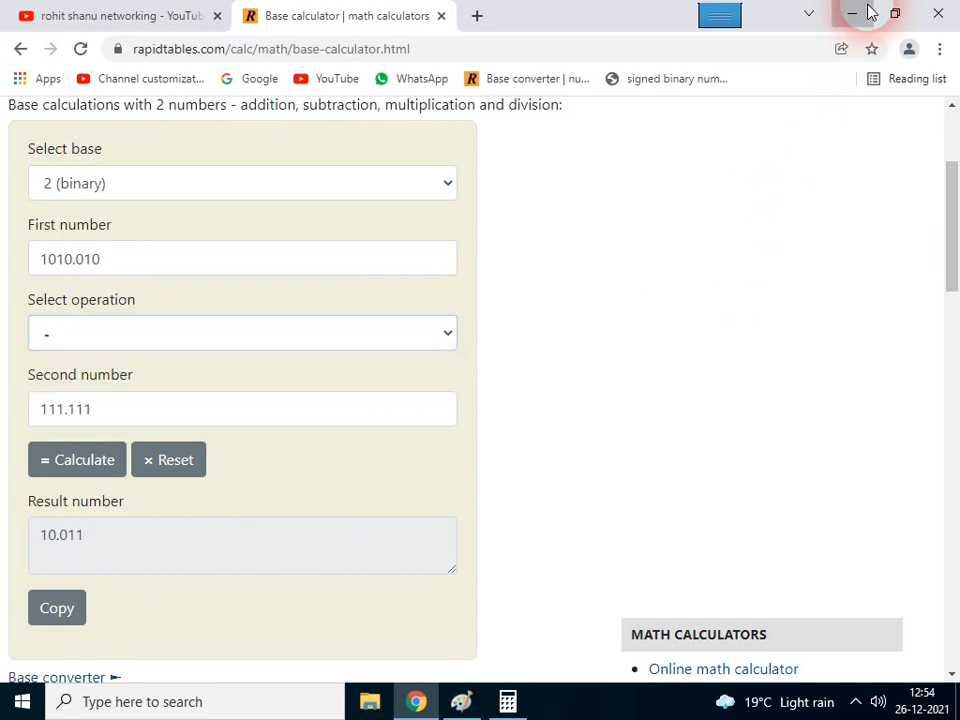 rohit shanu networking - YouTub
Base calculator | math calculators
rapidtables.com/calc/math/base-calculator.html
Apps
Channel customizat...
Google
YouTube
WhatsApp
Base converter | nu...
signed binary num...
Reading list
Base calculations with 2 numbers - addition, subtraction, multiplication and division:
Select base
2 (binary)
First number
1010.010
Select operation
-
Second number
111.111
= Calculate
× Reset
Result number
10.011
Copy
Base converter ►
MATH CALCULATORS
Online math calculator
Type here to search
19°C Light rain
12:54
26-12-2021